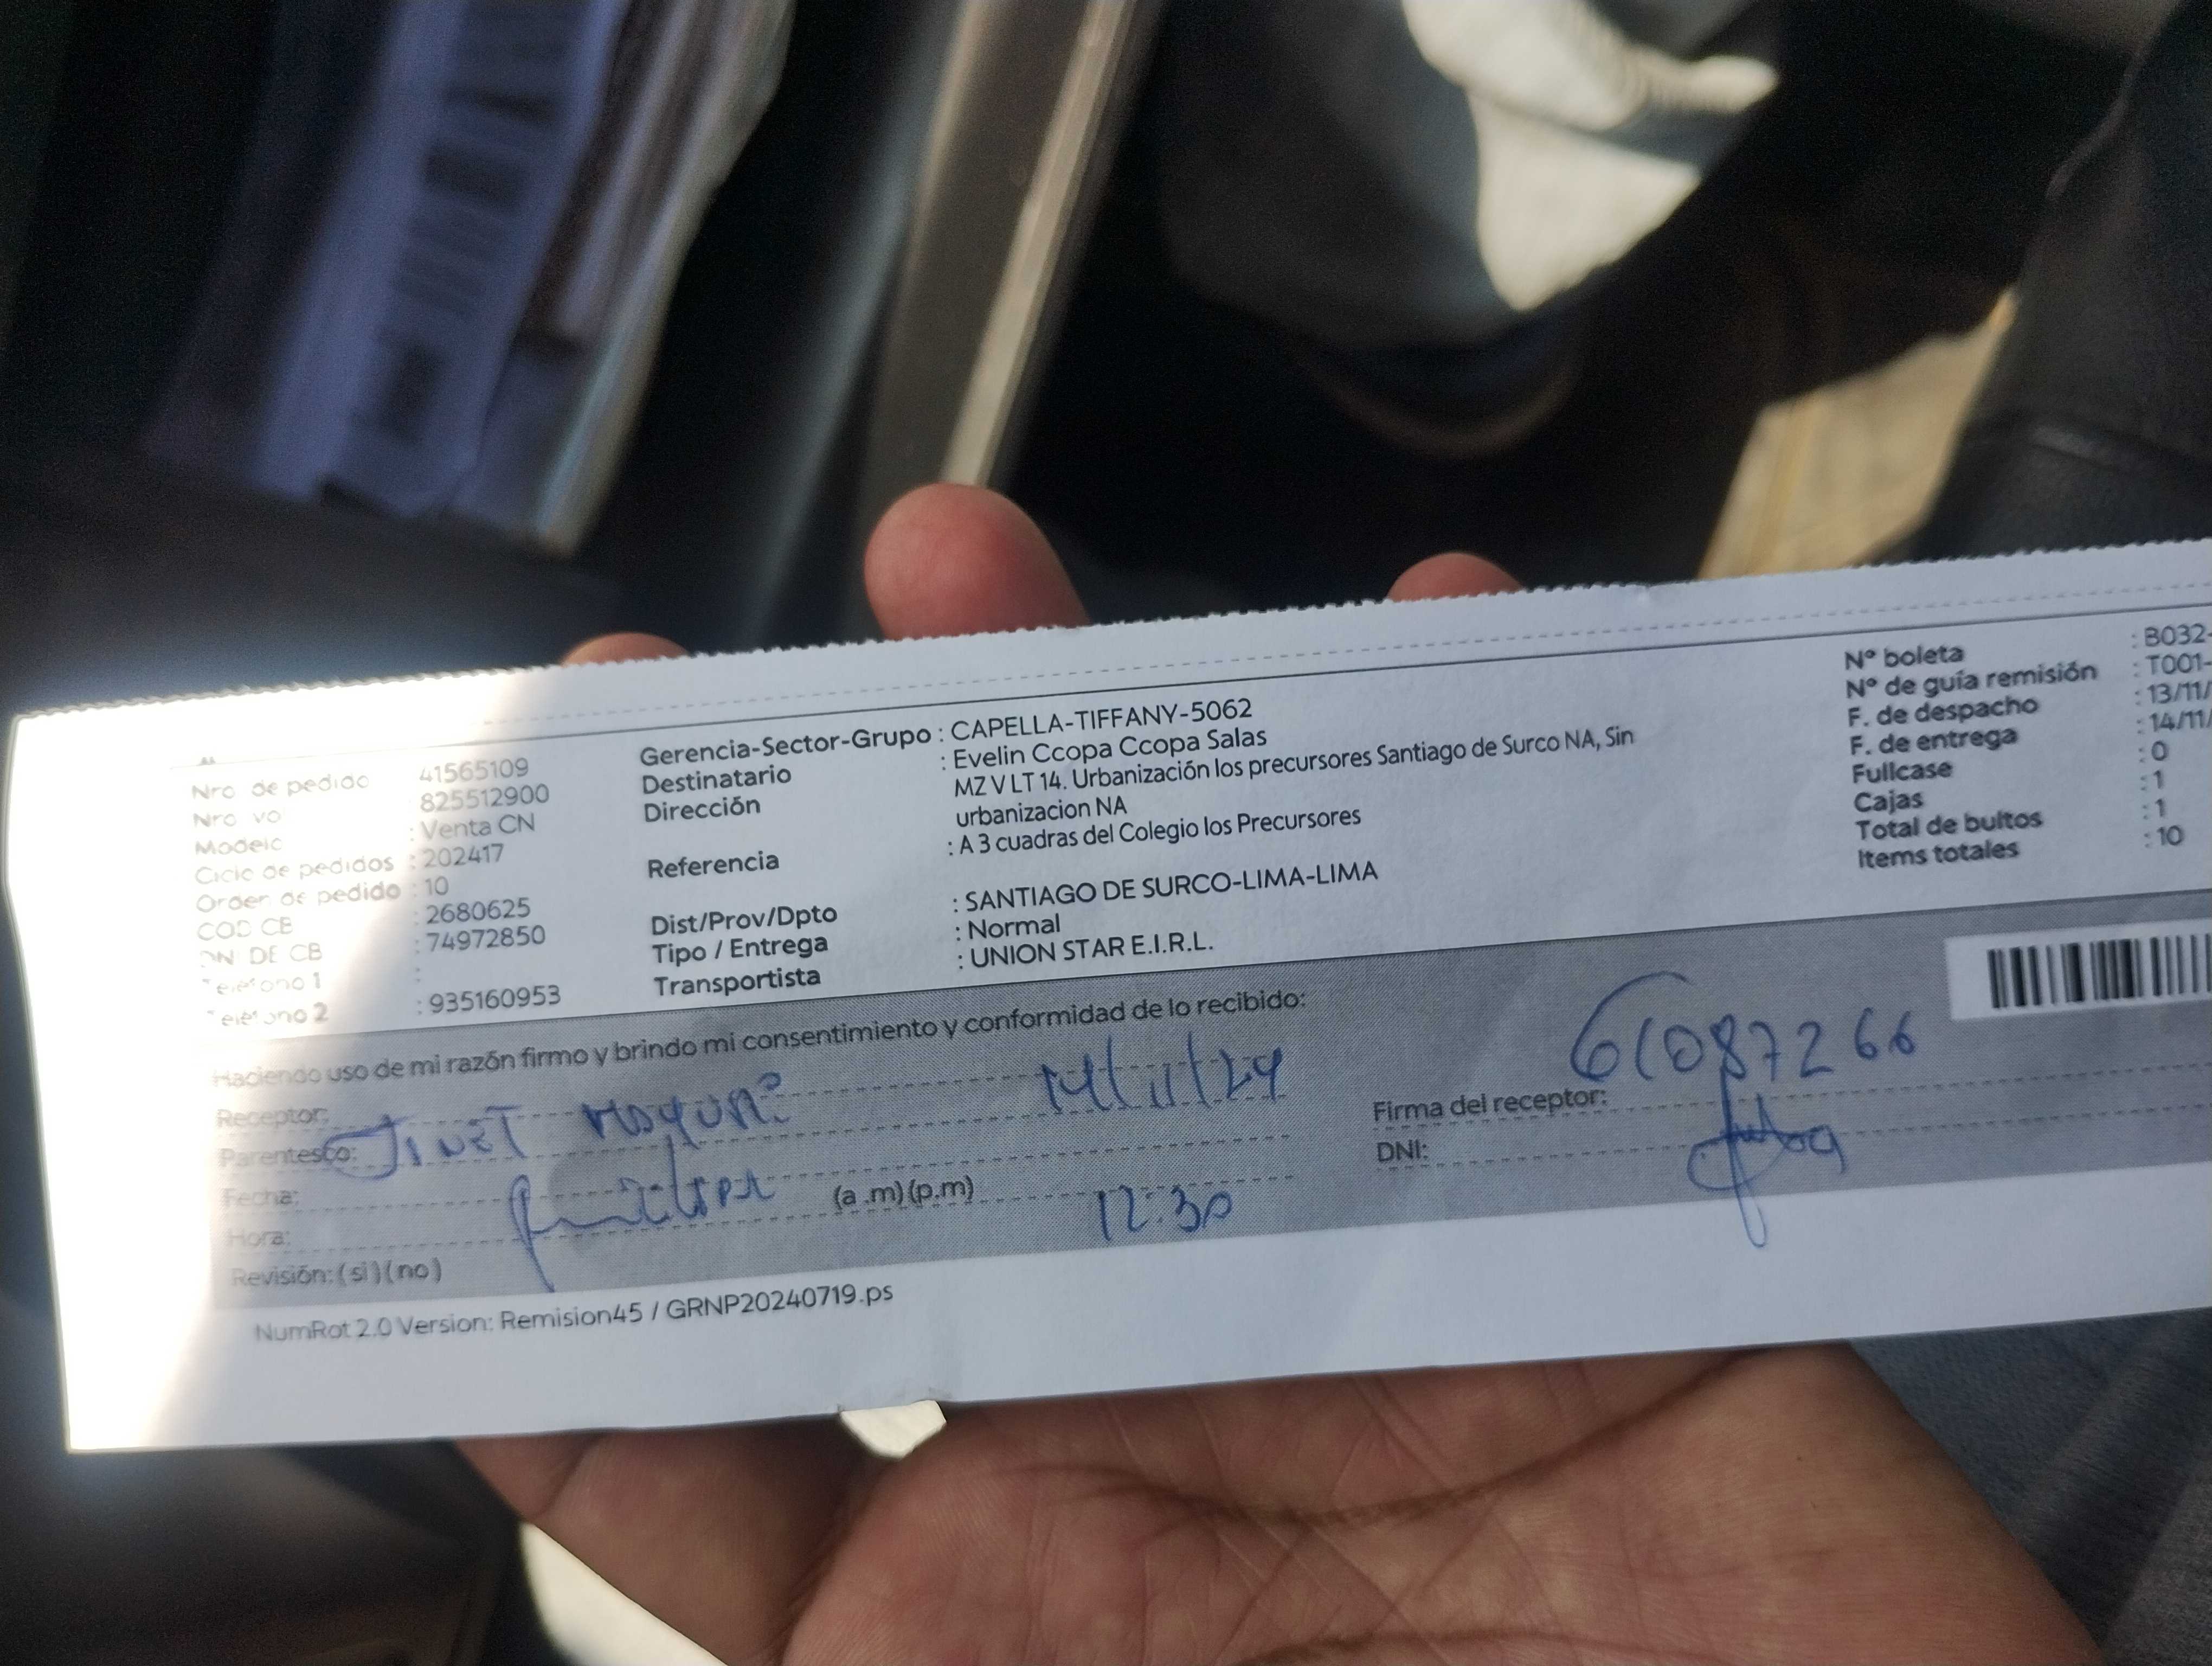 Nro de pedido 41565109
Nro vo 825512900
Modelo : Venta CN
Ciclo de pedidos : 202417
Orden de pedido : 10
COD CB : 2680625
DNI DE CB : 74972850
Teléfono 1 :
Teléfono 2 : 935160953
Gerencia-Sector-Grupo : CAPELLA-TIFFANY-5062
Destinatario : Evelin Ccopa Ccopa Salas
Dirección MZ V LT 14. Urbanización los precursores Santiago de Surco NA, Sin
urbanizacion NA
Referencia : A 3 cuadras del Colegio los Precursores
Dist/Prov/Dpto : SANTIAGO DE SURCO-LIMA-LIMA
Tipo / Entrega : Normal
Transportista : UNION STAR E.I.R.L.
Nº boleta : B032-
Nº de guía remisión : T001-
F. de despacho : 13/11/
F. de entrega : 14/11/
Fullcase : 0
Cajas : 1
Total de bultos : 1
Items totales : 10
Haciendo uso de mi razón firmo y brindo mi consentimiento y conformidad de lo recibido:
Receptor:
Parentesco:
Fecha: 14/11/24
Hora: (a .m)(p.m) 12:30
Revisión: (si)(no)
61087266
Firma del receptor:
DNI:
NumRot 2.0 Version: Remision45 / GRNP20240719.ps